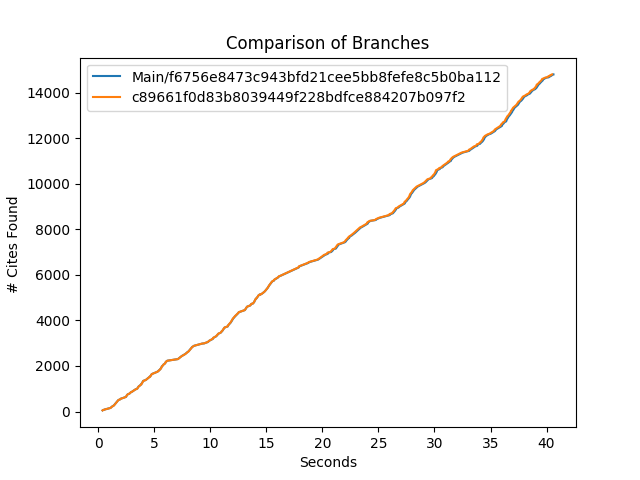 Comparison of Branches
Main/f6756e8473c943bfd21cee5bb8fefe8c5b0ba112
c89661f0d83b8039449f228bdfce884207b097f2
# Cites Found
14000
12000
10000
8000
6000
4000
2000
0
0 5 10 15 20 25 30 35 40
Seconds